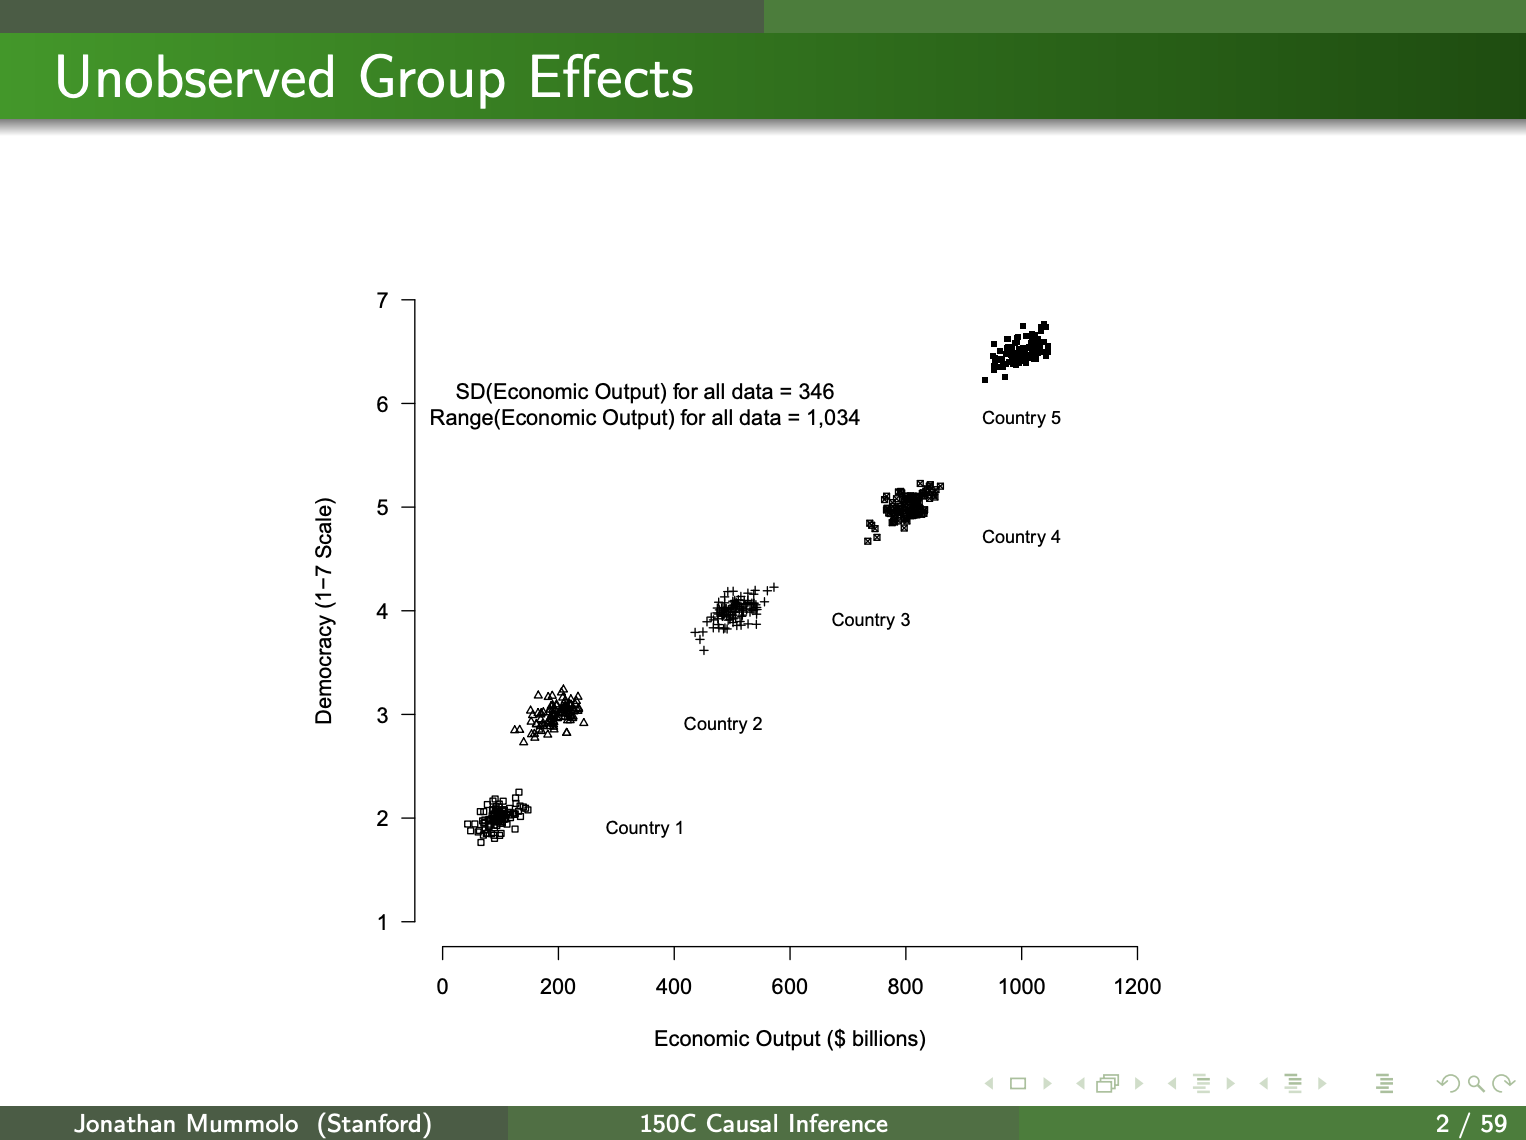 Unobserved Group Effects
7
SD(Economic Output) for all data = 346
6
Range(Economic Output) for all data = 1,034
Country 5
5
Country 4
Democracy (1−7 Scale)
4
Country 3
3
Country 2
2
Country 1
1
0 200 400 600 800 1000 1200
Economic Output ($ billions)
Jonathan Mummolo (Stanford) 150C Causal Inference 2 / 59